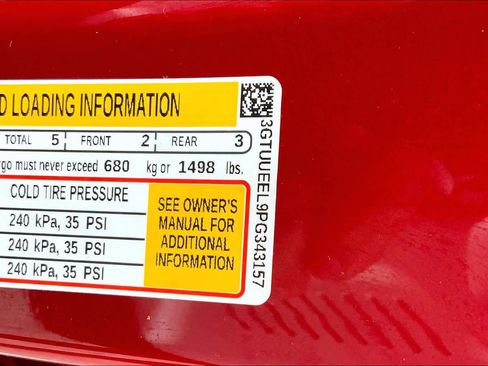 D LOADING INFORMATION
TOTAL 5 FRONT 2 REAR 3
rgo must never exceed 680 kg or 1498 lbs.
COLD TIRE PRESSURE
240 kPa, 35 PSI
240 kPa, 35 PSI
240 kPa, 35 PSI
SEE OWNER'S
MANUAL FOR
ADDITIONAL
INFORMATION
3GTUUEEL9PG343157